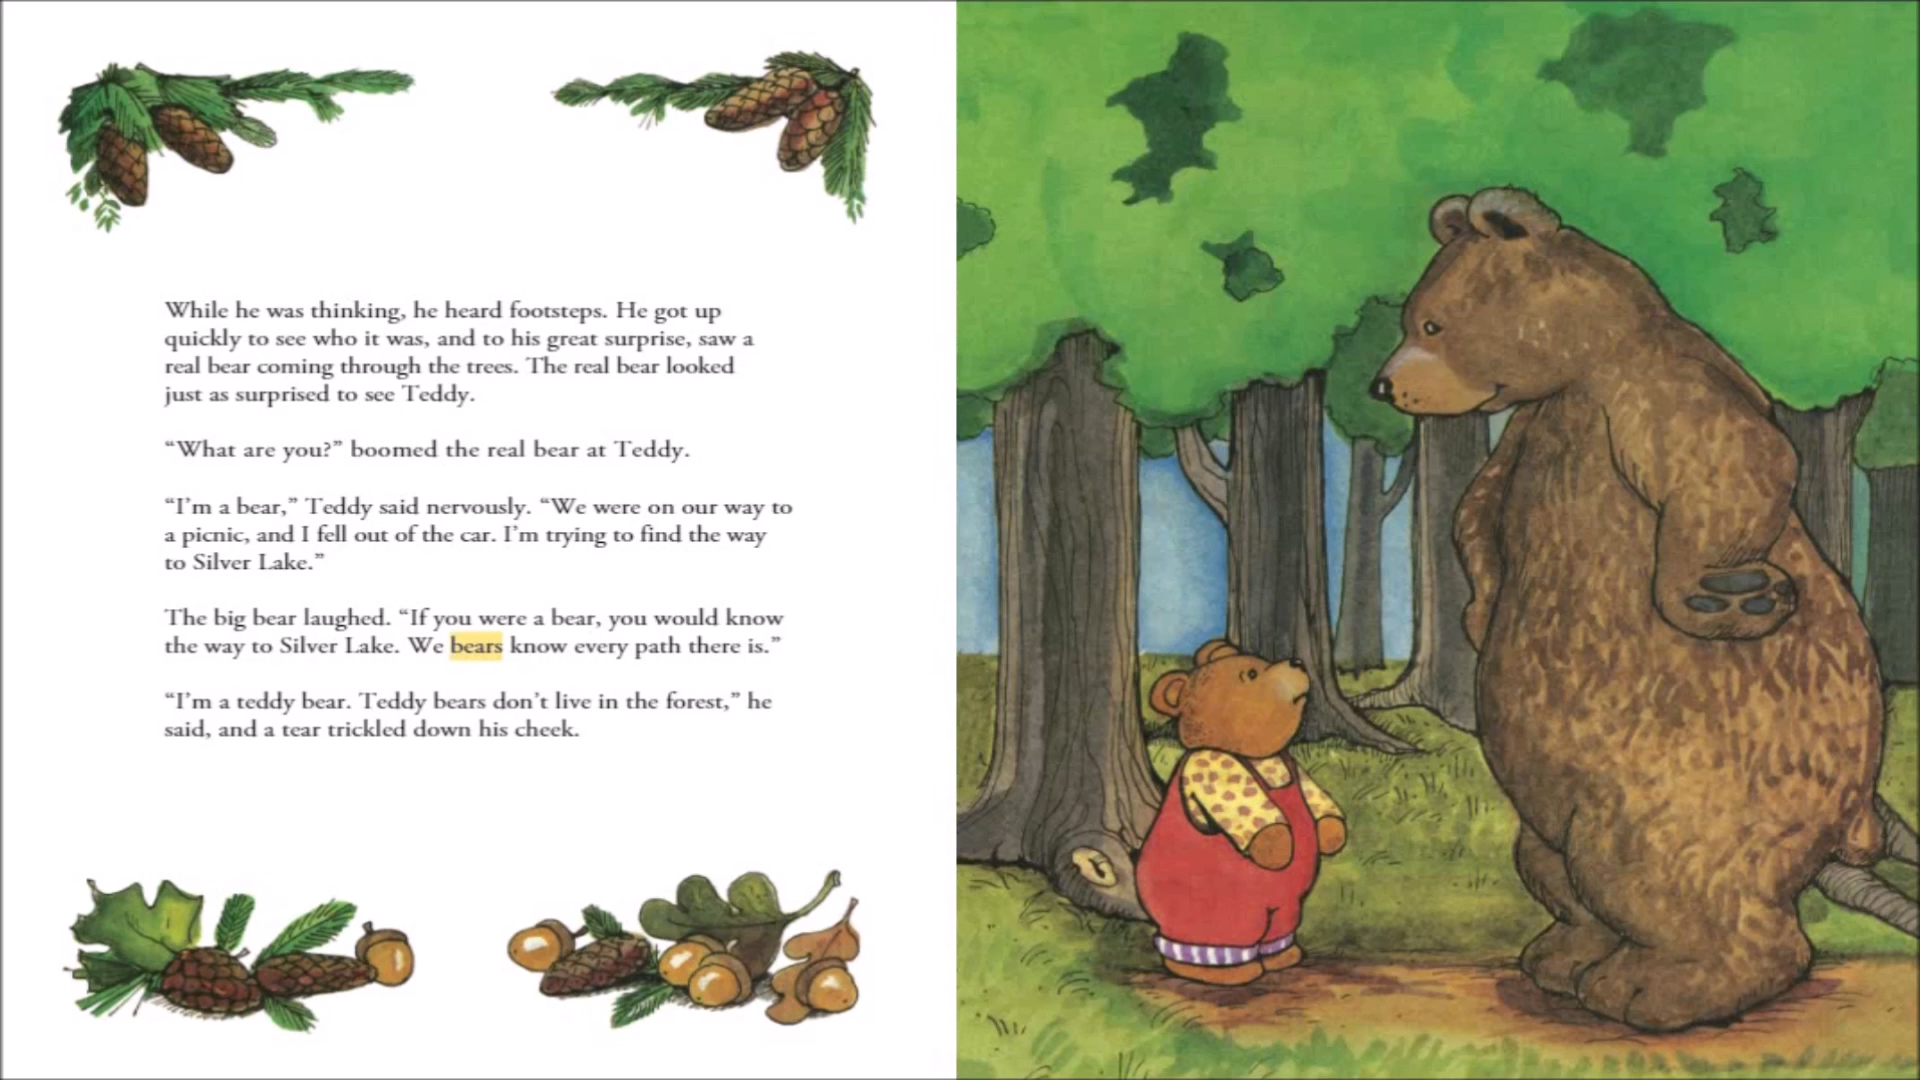 While he was thinking, he heard footsteps. He got up
quickly to see who it was, and to his great surprise, saw a
real bear coming through the trees. The real bear looked
just as surprised to see Teddy.
“What are you?” boomed the real bear at Teddy.
“I’m a bear,” Teddy said nervously. “We were on our way to
a picnic, and I fell out of the car. I’m trying to find the way
to Silver Lake.”
The big bear laughed. “If you were a bear, you would know
the way to Silver Lake. We bears know every path there is.”
“I’m a teddy bear. Teddy bears don’t live in the forest,” he
said, and a tear trickled down his cheek.